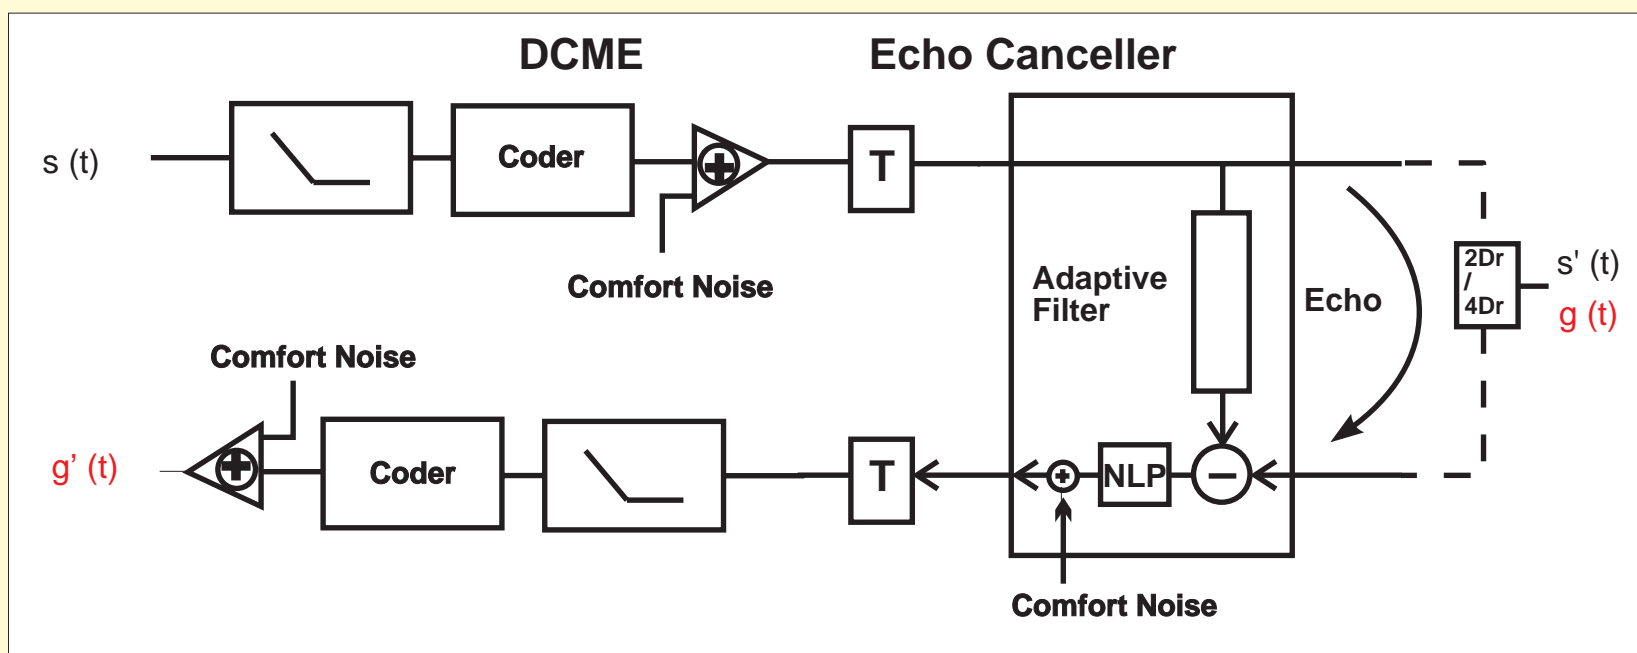 DCME
Echo Canceller
s (t)
Coder
T
Comfort Noise
Adaptive
Filter
Echo
2Dr
/
4Dr
s' (t)
g (t)
Comfort Noise
g’ (t)
Coder
T
NLP
Comfort Noise